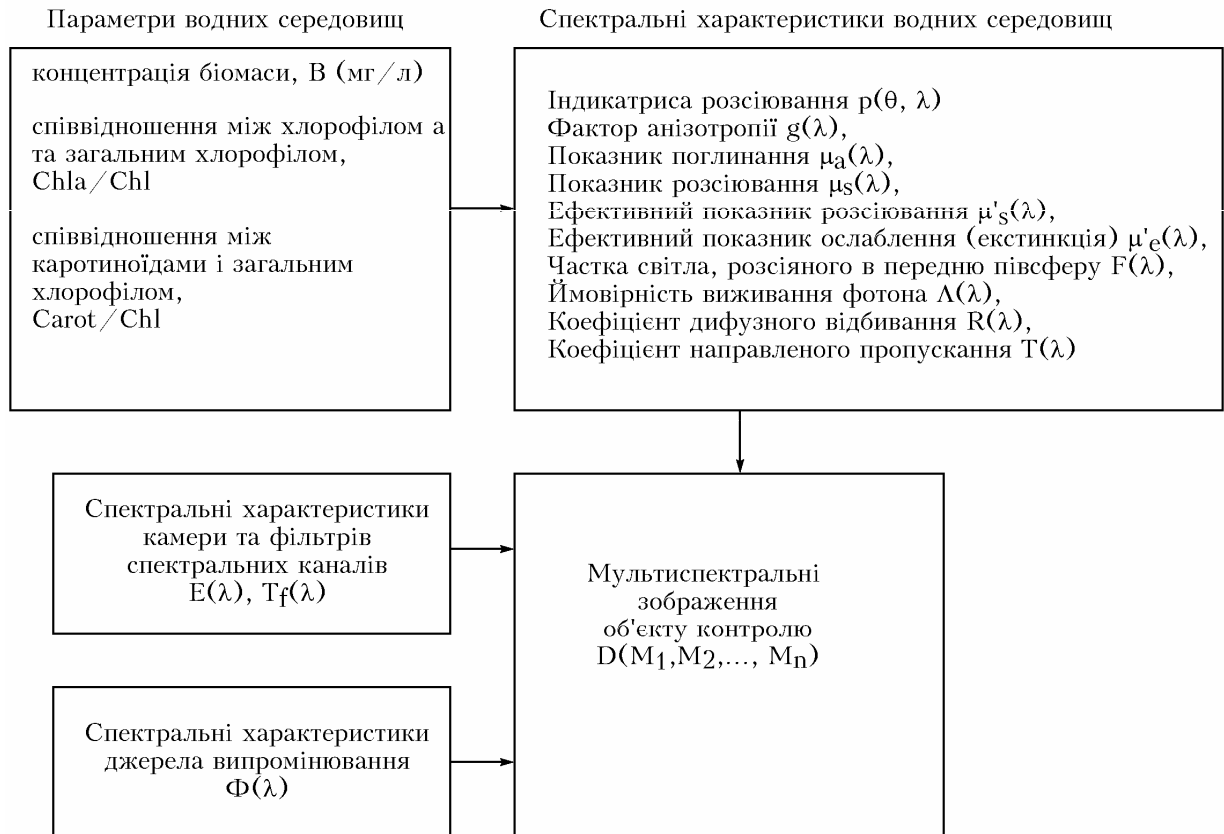 Параметри водних середовищ
концентрація біомаси, В (мг/л)
співвідношення між хлорофілом а
та загальним хлорофілом,
Chla/Chl
співвідношення між
каротиноїдами і загальним
хлорофілом,
Carot/Chl
Спектральні характеристики водних середовищ
Індикатриса розсіювання p(θ, λ)
Фактор анізотропії g(λ),
Показник поглинання μa(λ),
Показник розсіювання μs(λ),
Ефективний показник розсіювання μ's(λ),
Ефективний показник ослаблення (екстинкція) μ'e(λ),
Частка світла, розсіяного в передню півсферу F(λ),
Ймовірність виживання фотона Λ(λ),
Коефіцієнт дифузного відбивання R(λ),
Коефіцієнт направленого пропускання T(λ)
Спектральні характеристики
камери та фільтрів
спектральних каналів
E(λ), Tf(λ)
Мультиспектральні
зображення
об'єкту контролю
D(M1,M2,..., Mn)
Спектральні характеристики
джерела випромінювання
Φ(λ)